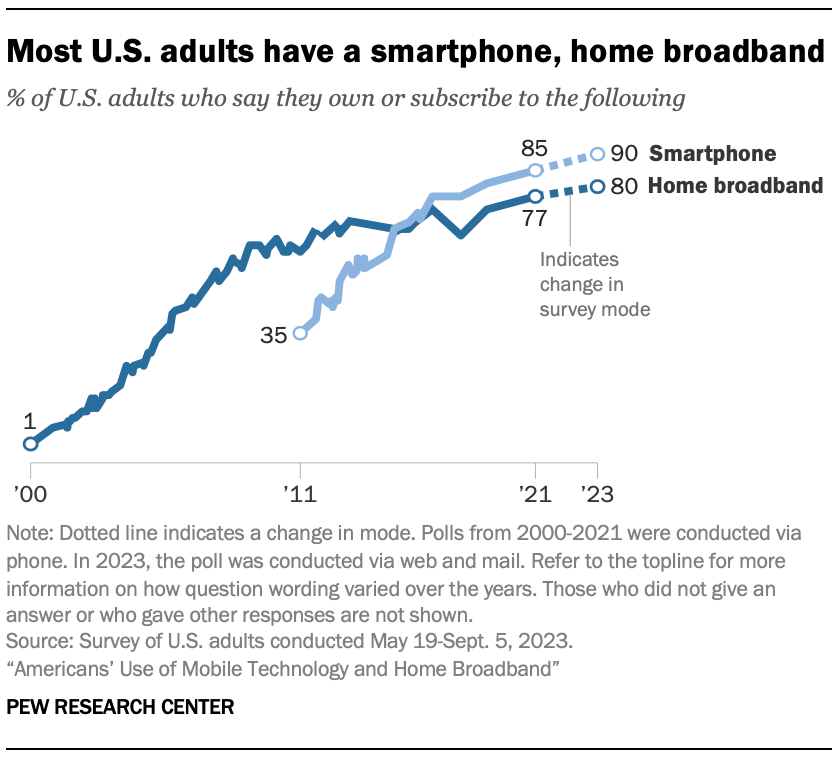 Most U.S. adults have a smartphone, home broadband
% of U.S. adults who say they own or subscribe to the following
85
90 Smartphone
80 Home broadband
77
Indicates
change in
survey mode
35
1
’00
’11
’21
’23
Note: Dotted line indicates a change in mode. Polls from 2000-2021 were conducted via
phone. In 2023, the poll was conducted via web and mail. Refer to the topline for more
information on how question wording varied over the years. Those who did not give an
answer or who gave other responses are not shown.
Source: Survey of U.S. adults conducted May 19-Sept. 5, 2023.
“Americans’ Use of Mobile Technology and Home Broadband”
PEW RESEARCH CENTER